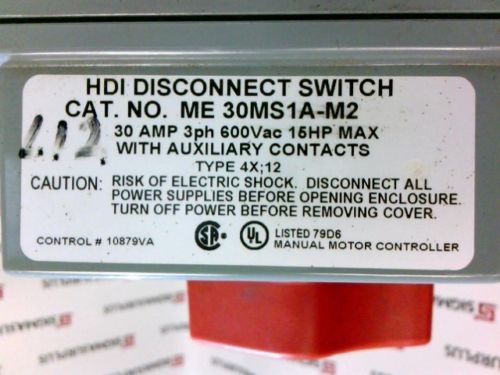 HDI DISCONNECT SWITCH
CAT. NO. ME 30MS1A-M2
30 AMP 3ph 600Vac 15HP MAX
WITH AUXILIARY CONTACTS
TYPE 4X;12
CAUTION: RISK OF ELECTRIC SHOCK. DISCONNECT ALL
POWER SUPPLIES BEFORE OPENING ENCLOSURE.
TURN OFF POWER BEFORE REMOVING COVER.
CONTROL # 10879VA
SA
UL
LISTED 79D6
MANUAL MOTOR CONTROLLER